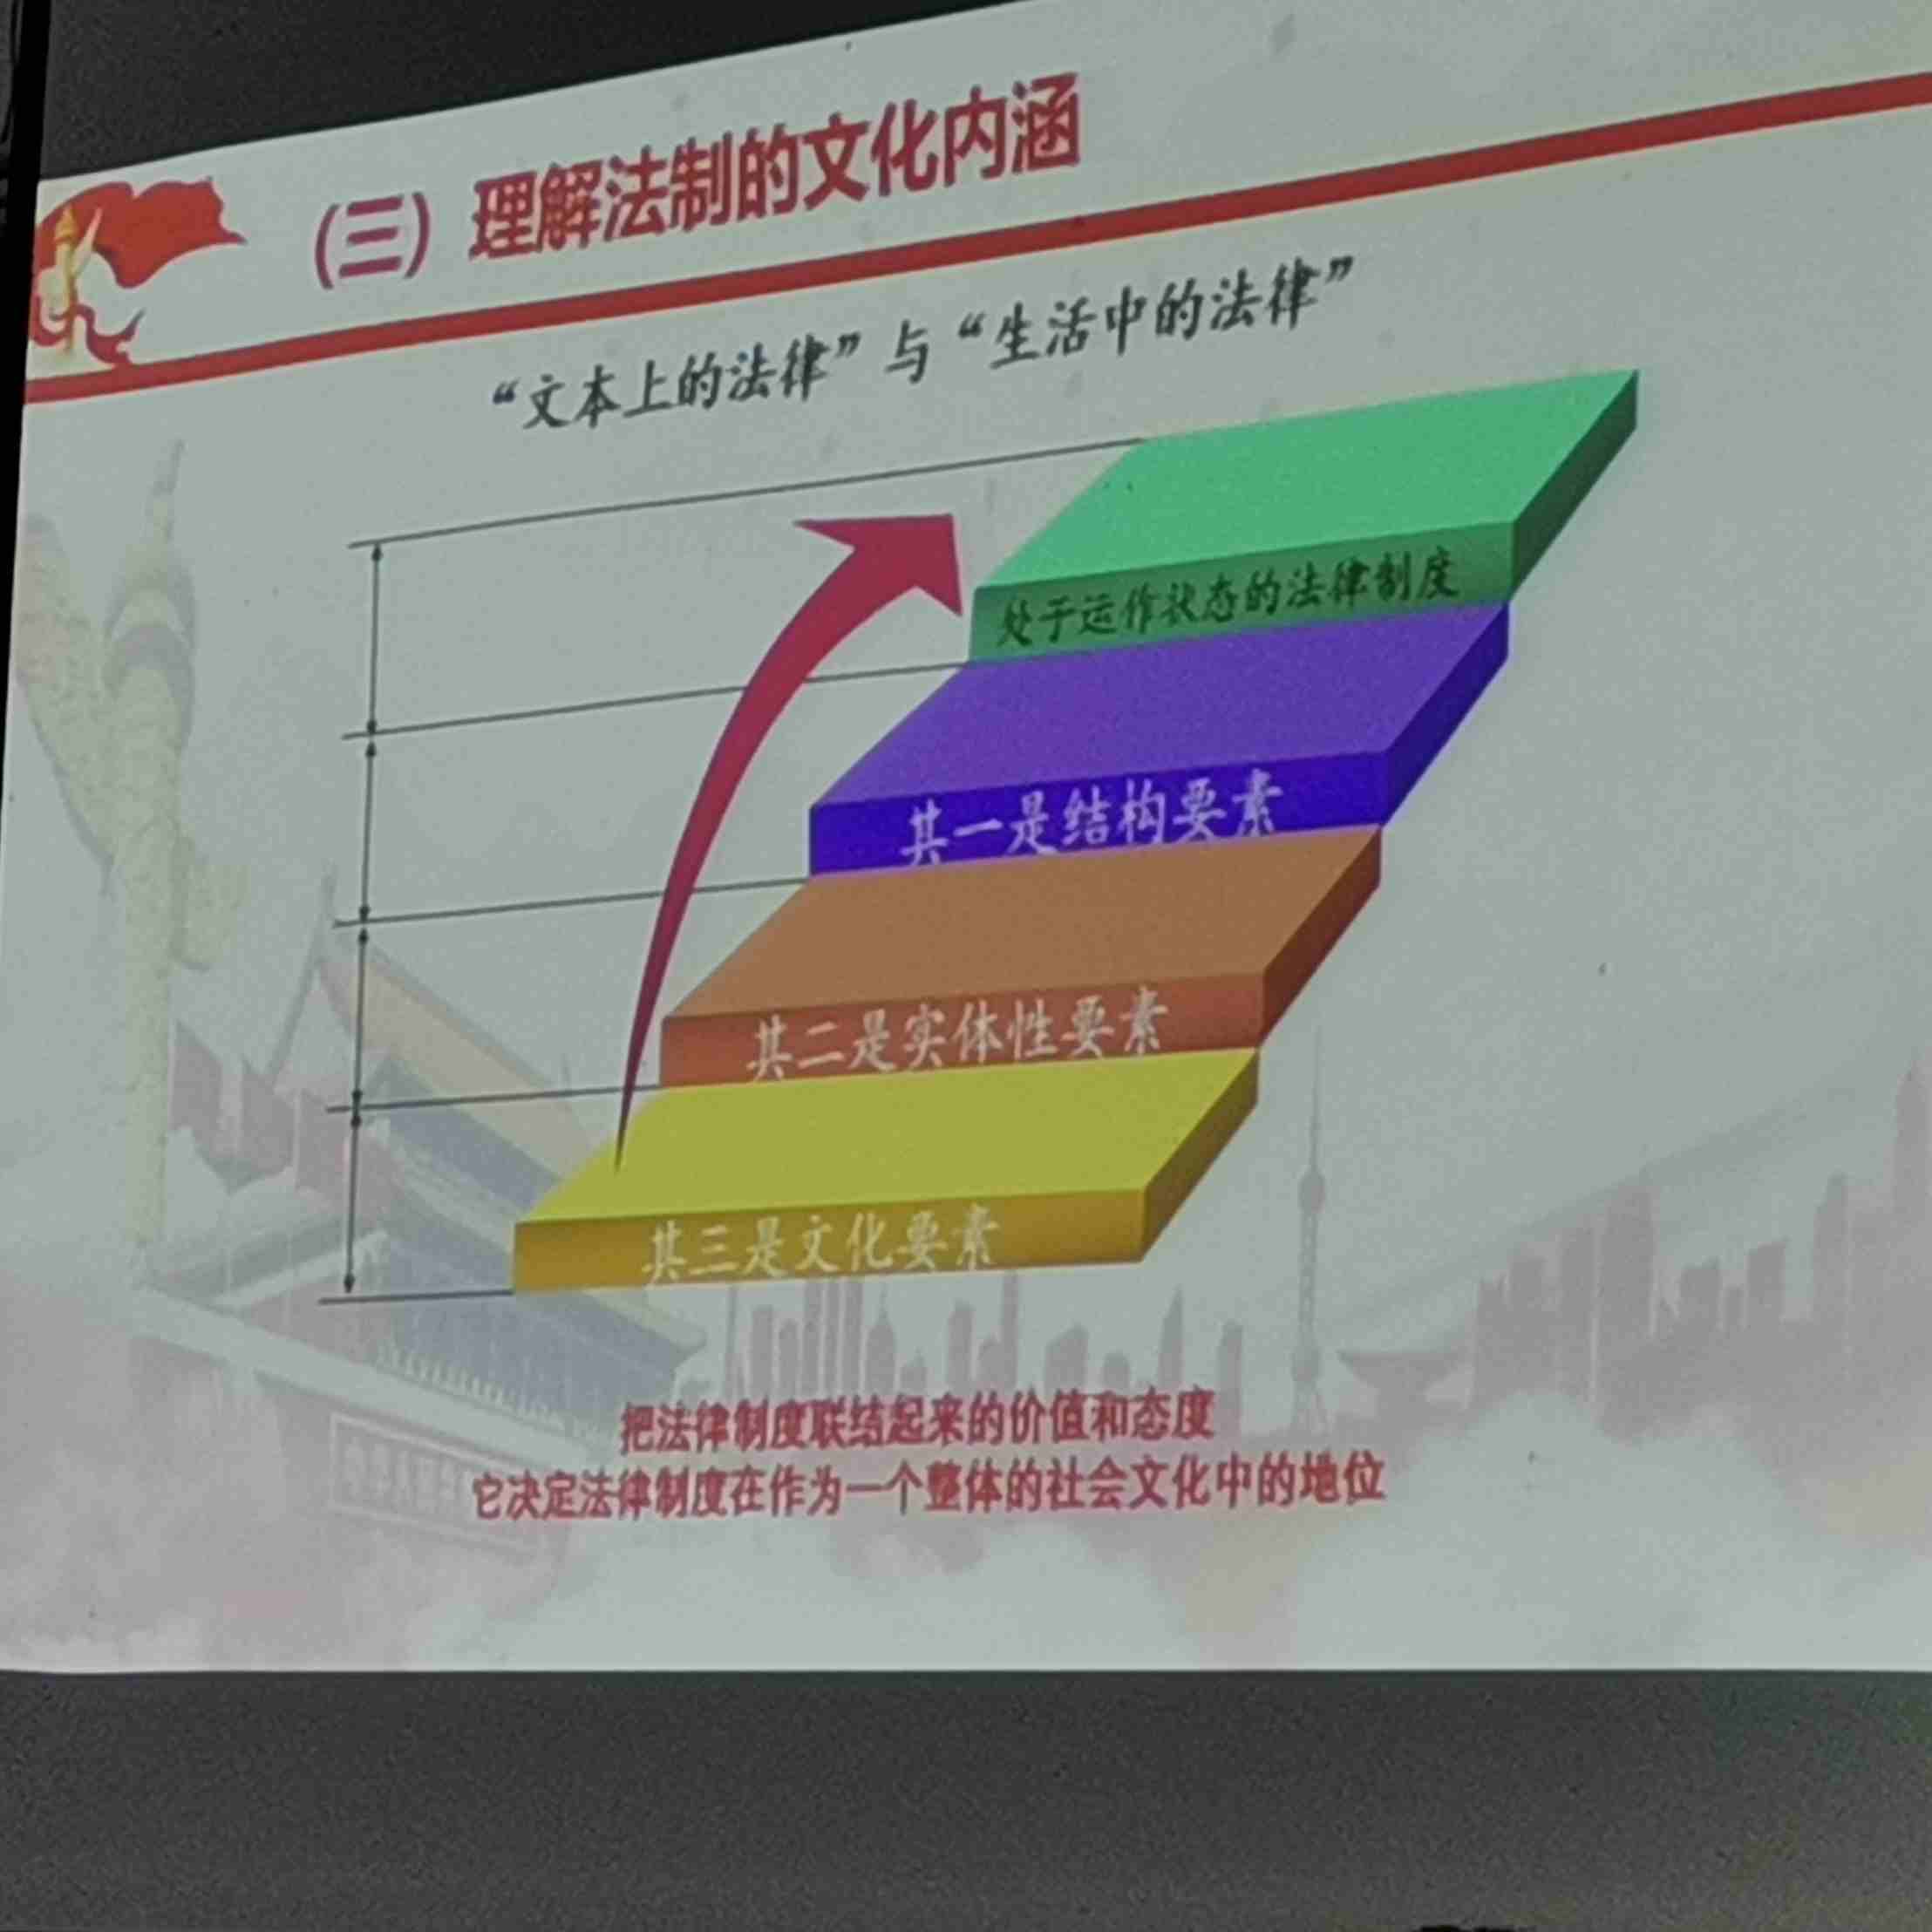 （三）理解法制的文化内涵
“文本上的法律”与“生活中的法律”
处于运作状态的法律制度
其一是结构要素
其二是实体性要素
其三是文化要素
把法律制度联结起来的价值和态度
它决定法律制度在作为一个整体的社会文化中的地位